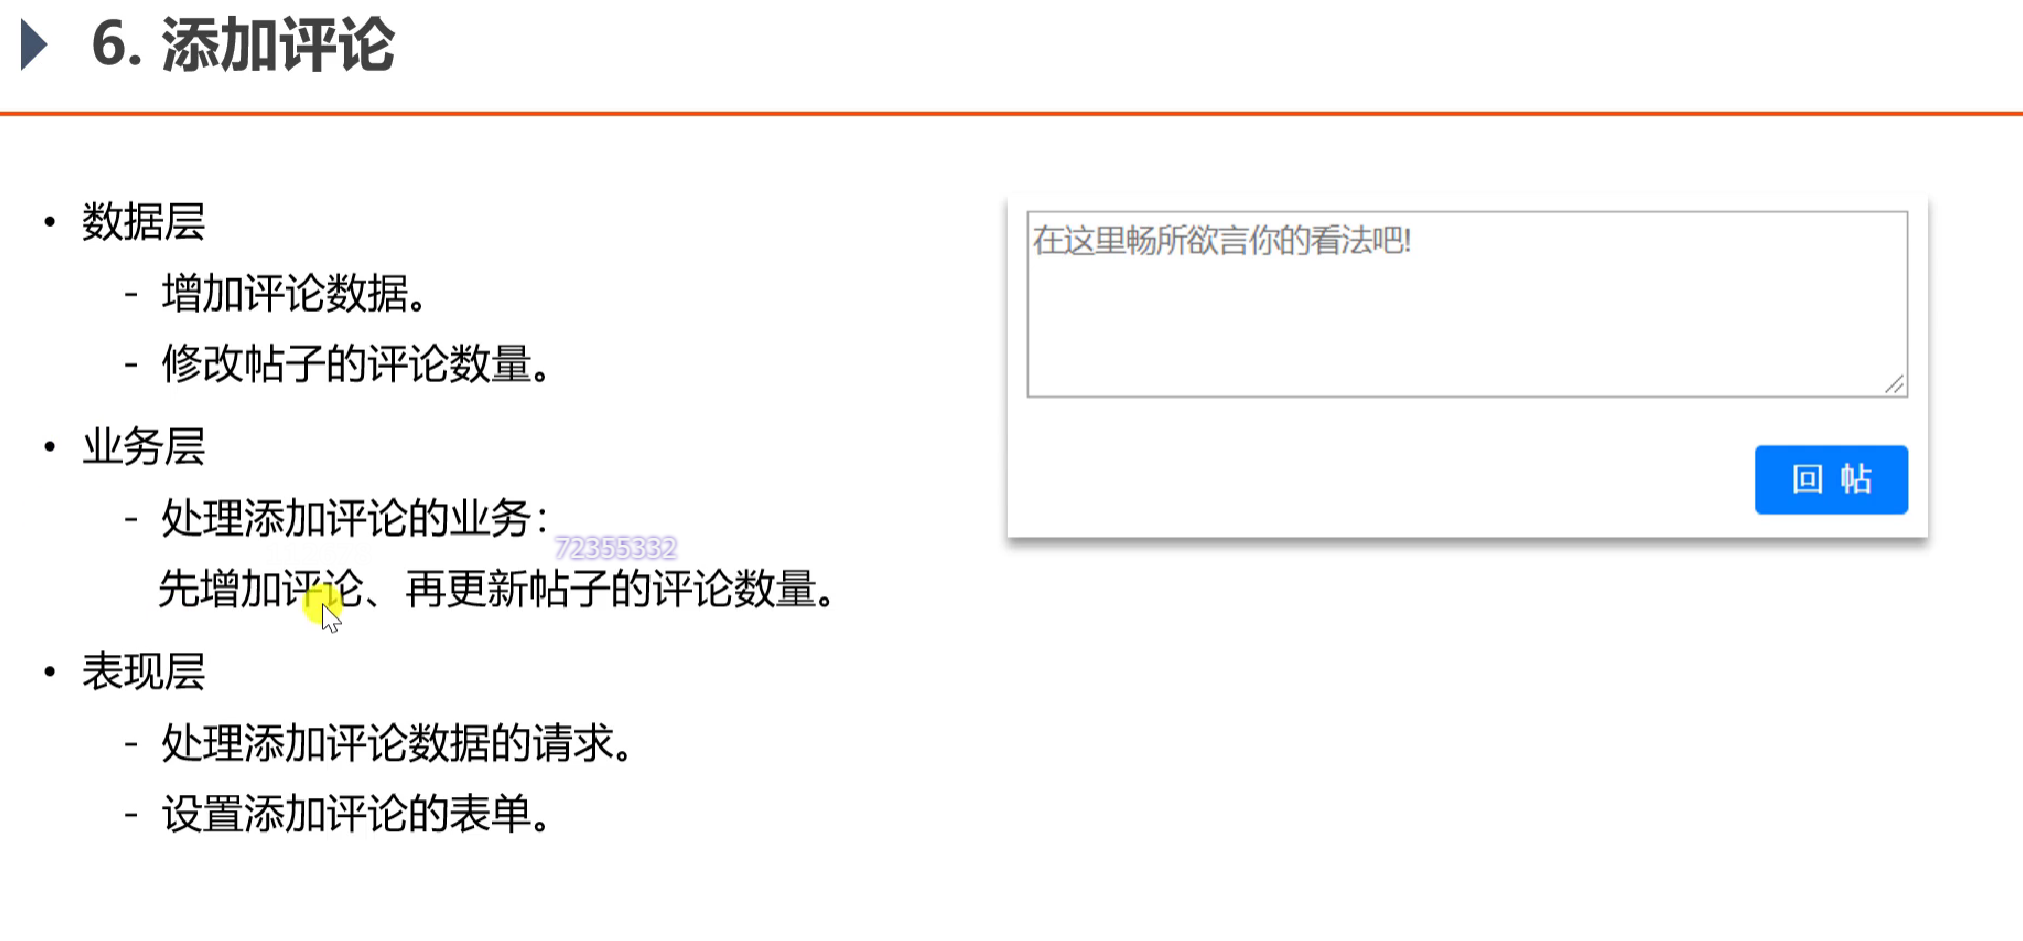 6. 添加评论
• 数据层
- 增加评论数据。
- 修改帖子的评论数量。
• 业务层
- 处理添加评论的业务：
先增加评论、再更新帖子的评论数量。
72355332
• 表现层
- 处理添加评论数据的请求。
- 设置添加评论的表单。
在这里畅所欲言你的看法吧!
回 帖